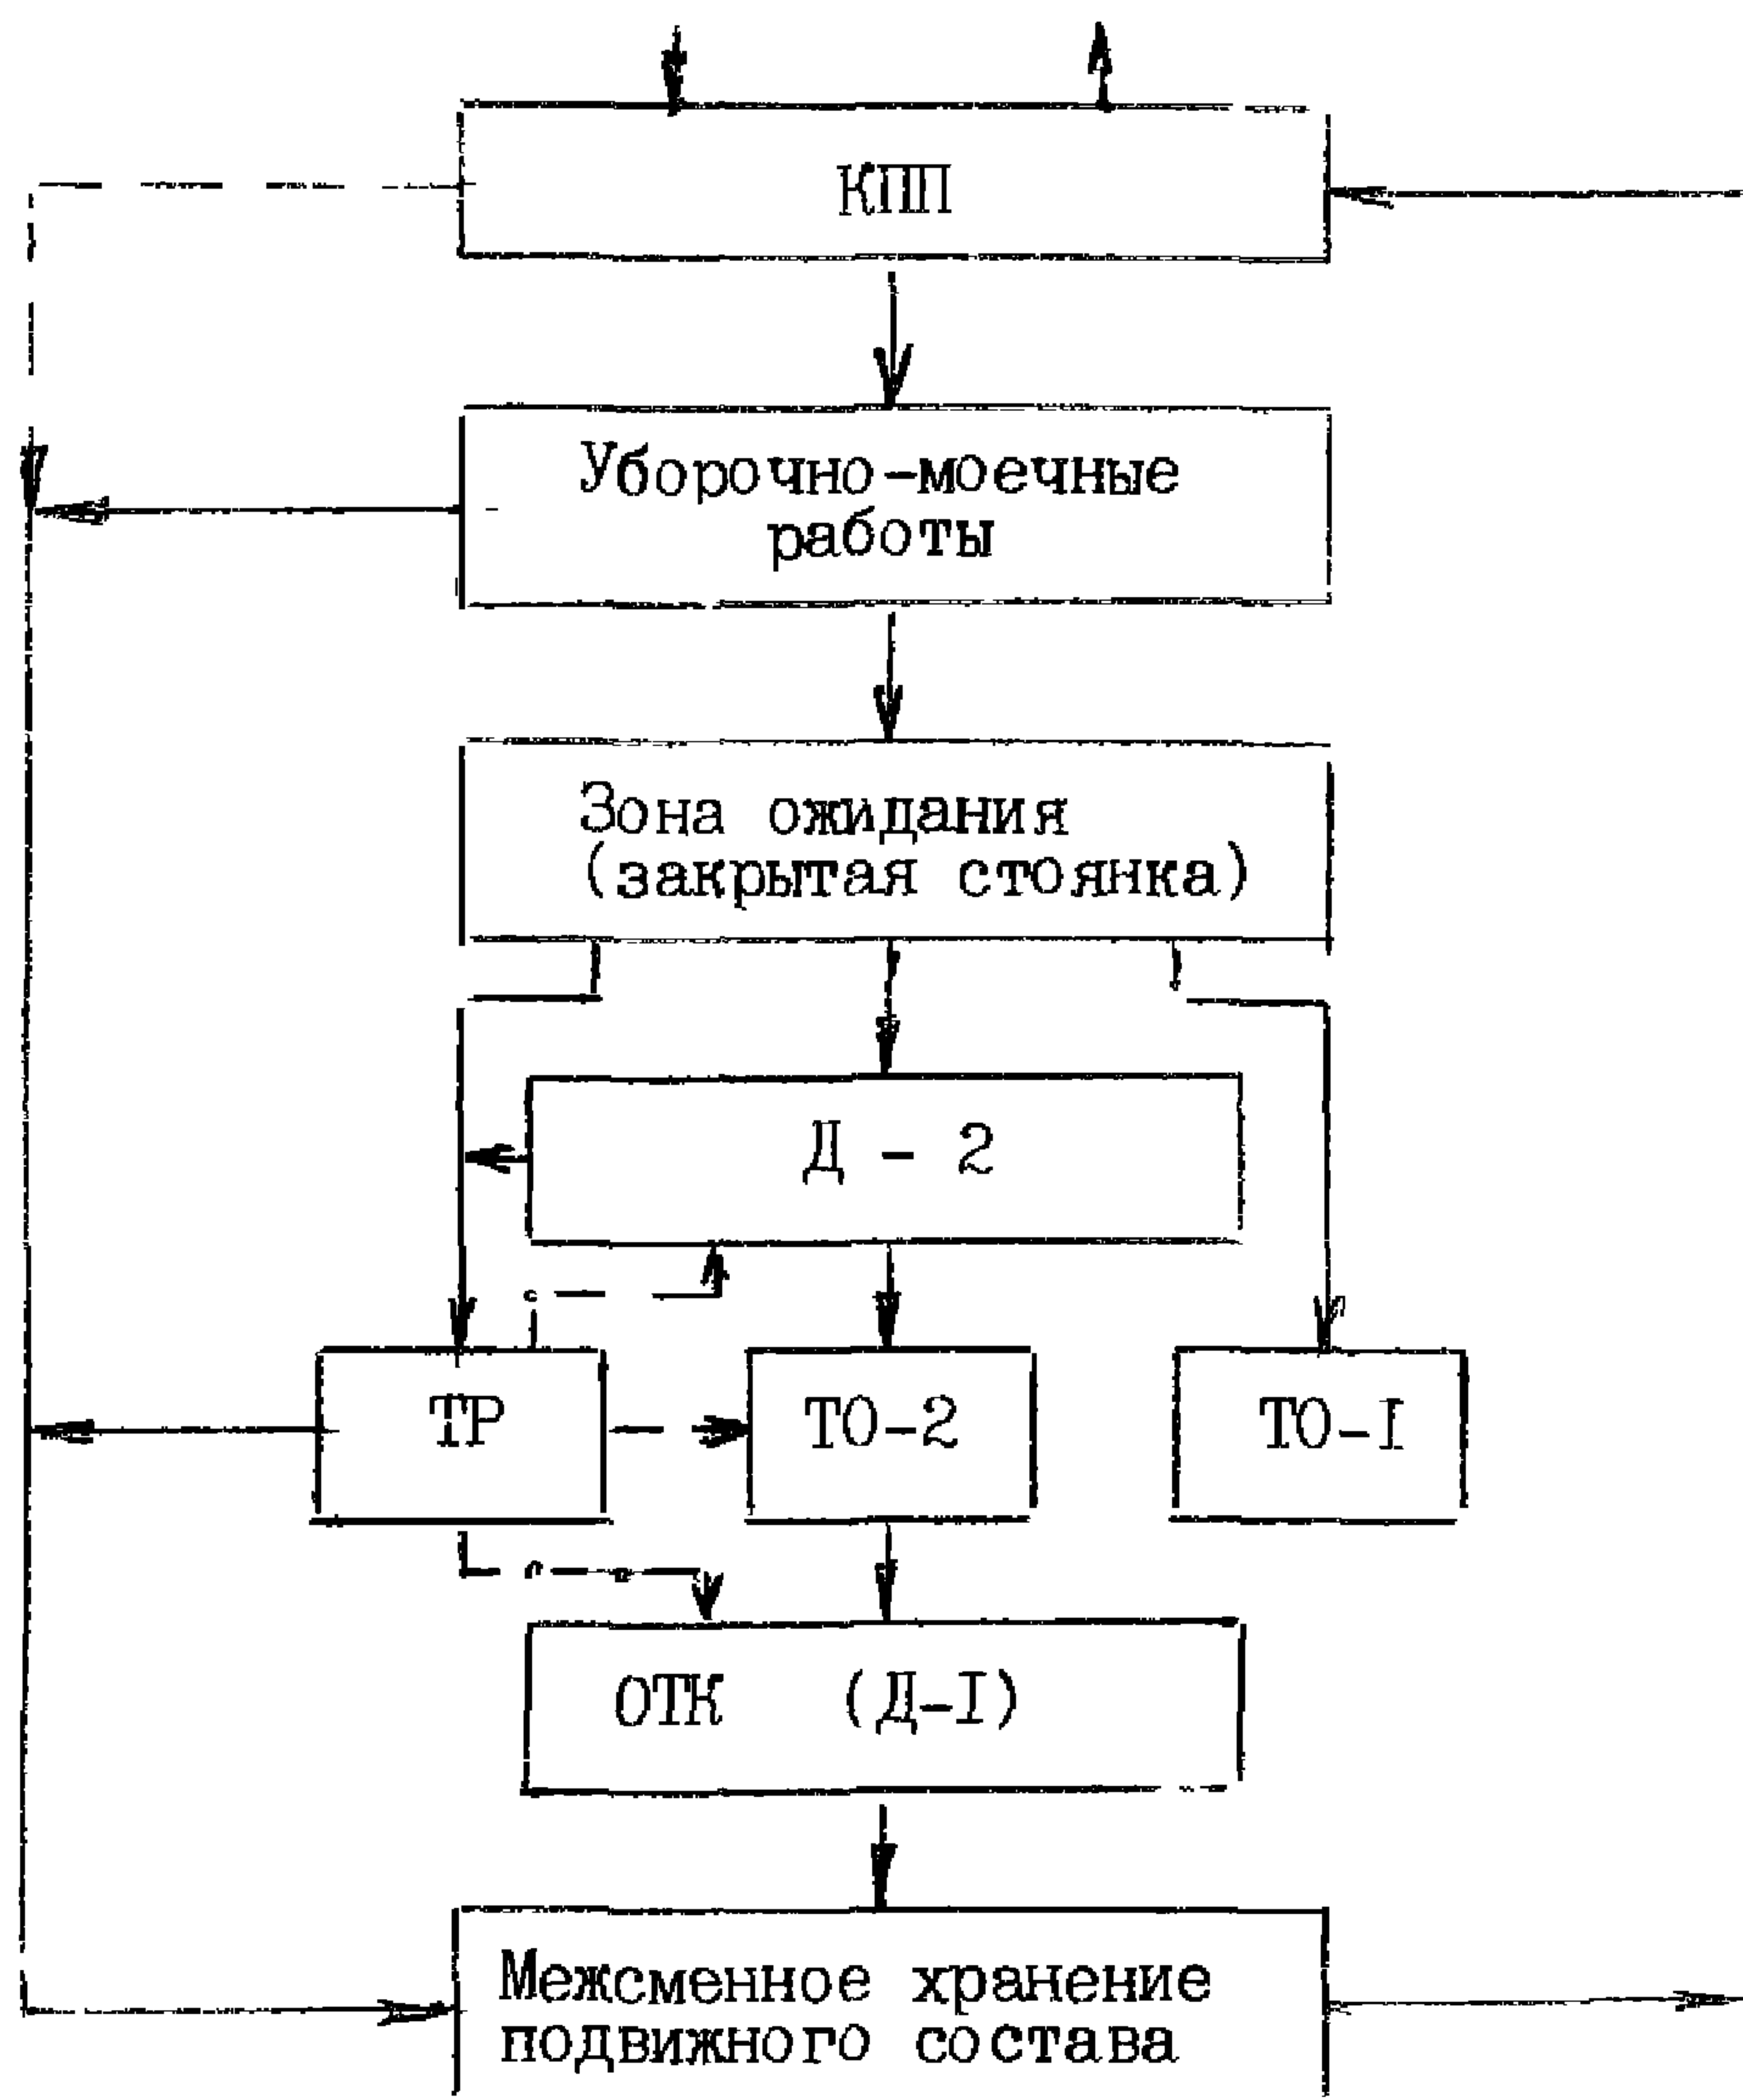 КПП
Уборочно-моечные
работы
Зона ожидания
(закрытая стоянка)
Д - 2
ТР
ТО-2
ТО-I
ОТК (Д-I)
Межсменное хранение
подвижного состава